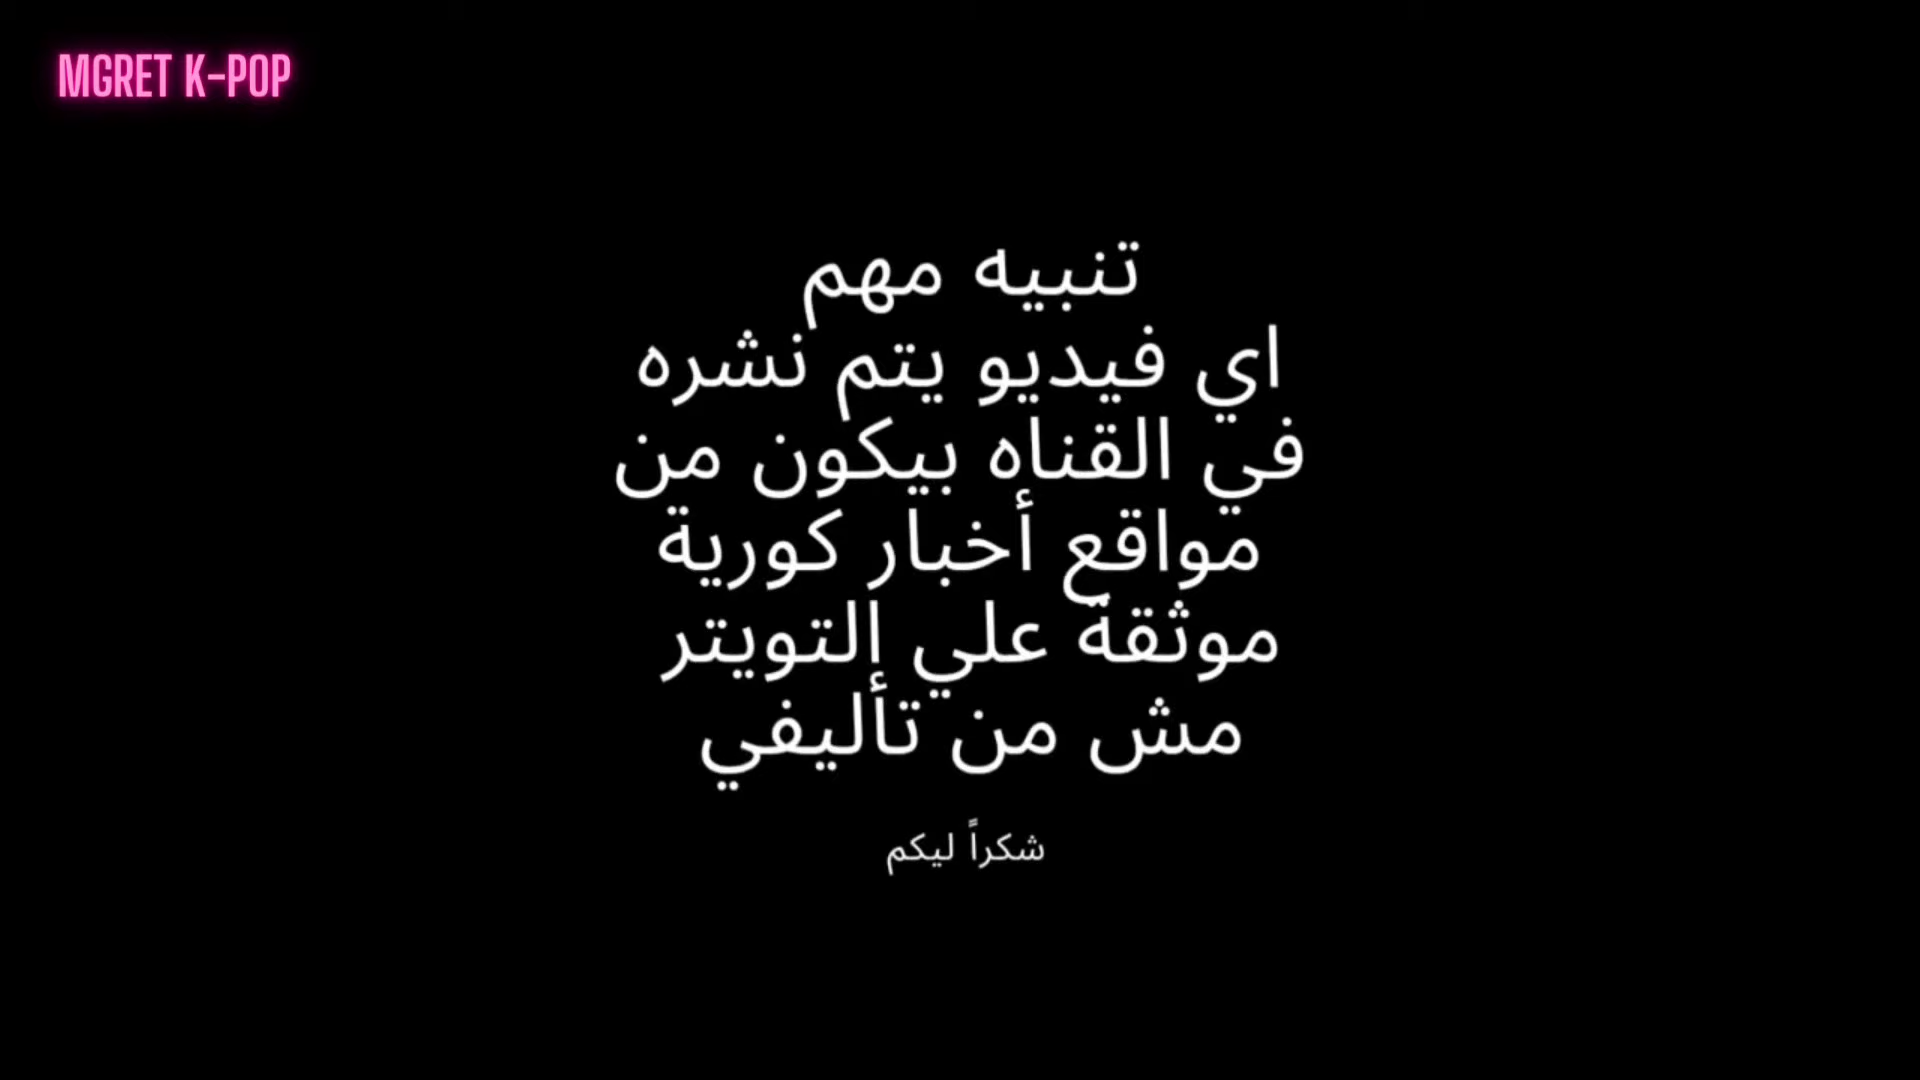 MGRET K-POP
تنبيه مهم
اي فيديو يتم نشره
في القناه بيكون من
مواقع أخبار كورية
موثقة علي التويتر
مش من تأليفي
شكراً ليكم